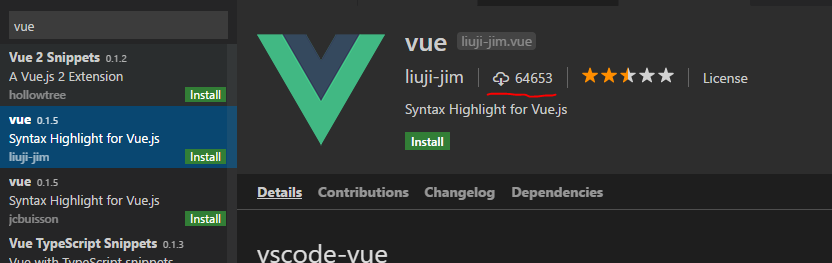 vue
Vue 2 Snippets 0.1.2
A Vue.js 2 Extension
hollowtree Install
vue 0.1.5
Syntax Highlight for Vue.js
liuji-jim Install
vue 0.1.5
Syntax Highlight for Vue.js
jcbuisson Install
Vue TypeScript Snippets 0.1.3
Vue with TypeScript snippets
vue liuji-jim.vue
liuji-jim 64653 License
Syntax Highlight for Vue.js
Install
Details Contributions Changelog Dependencies
vscode-vue